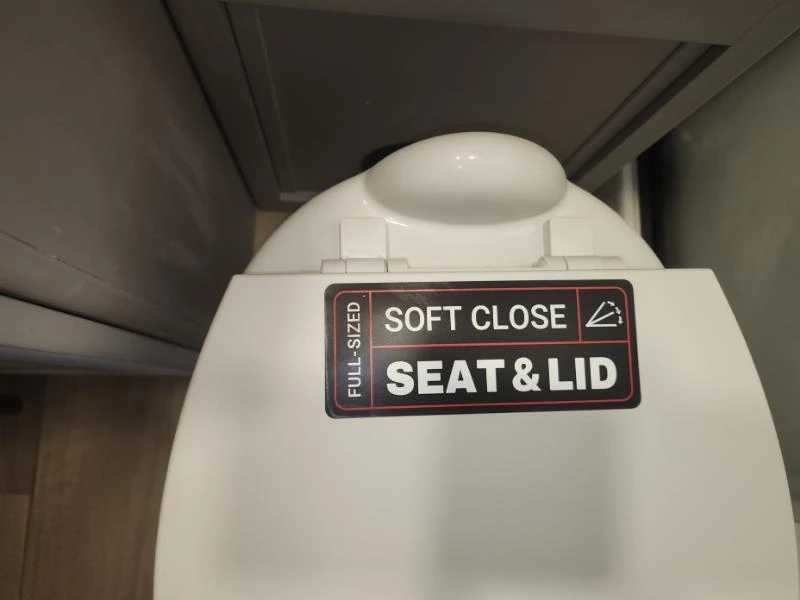 FULL-SIZED
SOFT CLOSE
SEAT & LID